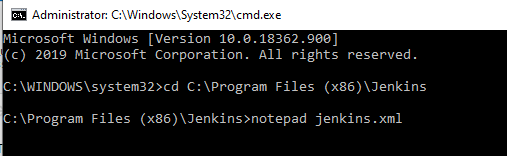 Administrator: C:\Windows\System32\cmd.exe
Microsoft Windows [Version 10.0.18362.900]
(c) 2019 Microsoft Corporation. All rights reserved.
C:\WINDOWS\system32>cd C:\Program Files (x86)\Jenkins
C:\Program Files (x86)\Jenkins>notepad jenkins.xml